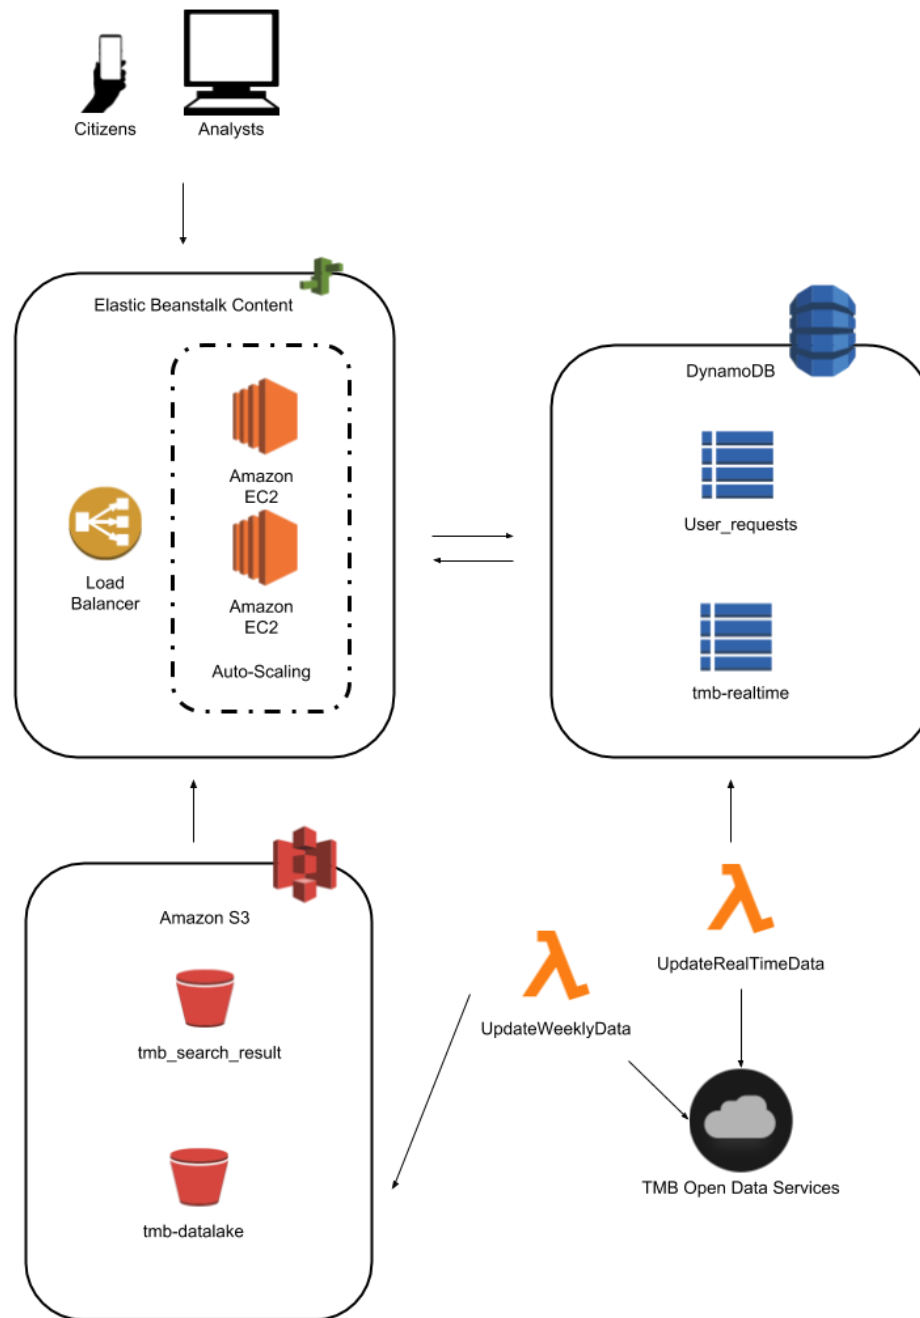 Citizens
Analysts
Elastic Beanstalk Content
Amazon
EC2
Amazon
EC2
Load
Balancer
Auto-Scaling
DynamoDB
User_requests
tmb-realtime
Amazon S3
tmb_search_result
tmb-datalake
UpdateRealTimeData
UpdateWeeklyData
TMB Open Data Services